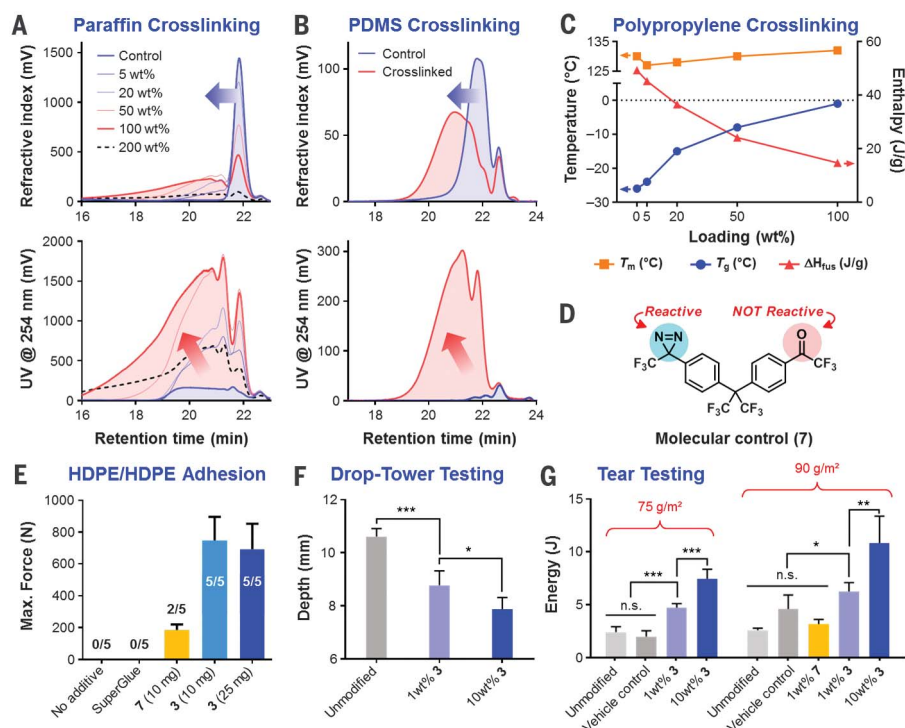 A Paraffin Crosslinking
Refractive index (mV)
1500
1000
500
0
Control
5 wt%
20 wt%
50 wt%
100 wt%
200 wt%
16 18 20 22
UV @ 254 nm (mV)
2000
1500
1000
500
0
16 18 20 22
Retention time (min)
B PDMS Crosslinking
Refractive index (mV)
100
50
0
Control
Crosslinked
18 20 22 24
UV @ 254 nm (mV)
300
200
100
0
18 20 22 24
Retention time (min)
C Polypropylene Crosslinking
Temperature (°C)
135
125
0
−10
−20
−30
Enthalpy (J/g)
60
40
20
0
0 5 20 50 100
Loading (wt%)
Tm (°C) Tg (°C) ΔHfus (J/g)
D
Reactive NOT Reactive
N=N O
F3C CF3
F3C CF3
Molecular control (7)
E HDPE/HDPE Adhesion
Max. Force (N)
1000
800
600
400
200
0
0/5 0/5 2/5 5/5 5/5
No additive
SuperGlue
7 (10 mg)
3 (10 mg)
3 (25 mg)
F Drop-Tower Testing
Depth (mm)
12
10
8
6
*** *
Unmodified
1wt% 3
10wt% 3
G Tear Testing
Energy (J)
15
10
5
0
75 g/m²
90 g/m²
n.s. *** ***
n.s. * **
Unmodified
Vehicle control
1wt% 3
10wt% 3
Unmodified
Vehicle control
1wt% 7
1wt% 3
10wt% 3